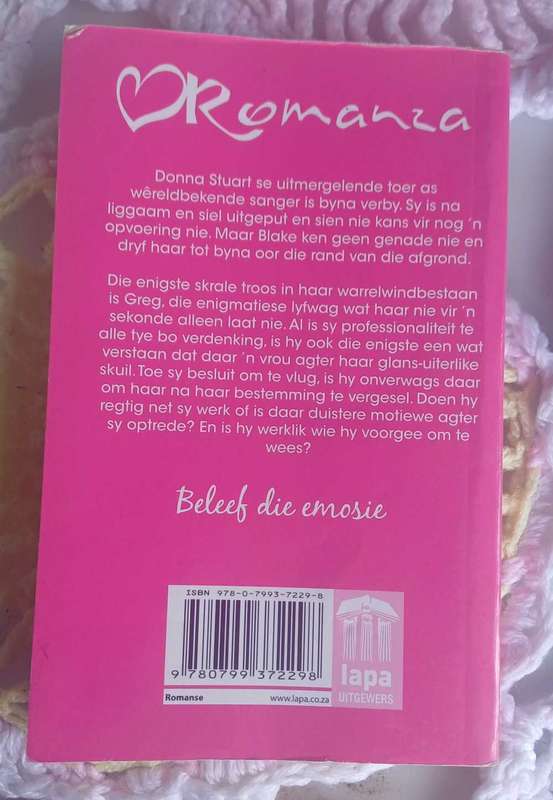 Romanza
Donna Stuart se uitmergelende toer as
wêreldbekende sanger is byna verby. Sy is na
liggaam en siel uitgeput en sien nie kans vir nog 'n
opvoering nie. Maar Blake ken geen genade nie en
dryf haar tot byna oor die rand van die afgrond.
Die enigste skrale troos in haar warrelwindbestaan
is Greg, die enigmatiese lyfwag wat haar nie vir 'n
sekonde alleen laat nie. Al is sy professionaliteit te
alle tye bo verdenking, is hy ook die enigste een wat
verstaan dat daar 'n vrou agter haar glans-uiterlike
skuil. Toe sy besluit om te vlug, is hy onverwags daar
om haar na haar bestemming te vergesel. Doen hy
regtig net sy werk of is daar duistere motiewe agter
sy optrede? En is hy werklik wie hy voorgee om te
wees?
Beleef die emosie
ISBN 978-0-7993-7229-8
9 780799 372298
Romanse www.lapa.co.za
lapa
UITGEWERS